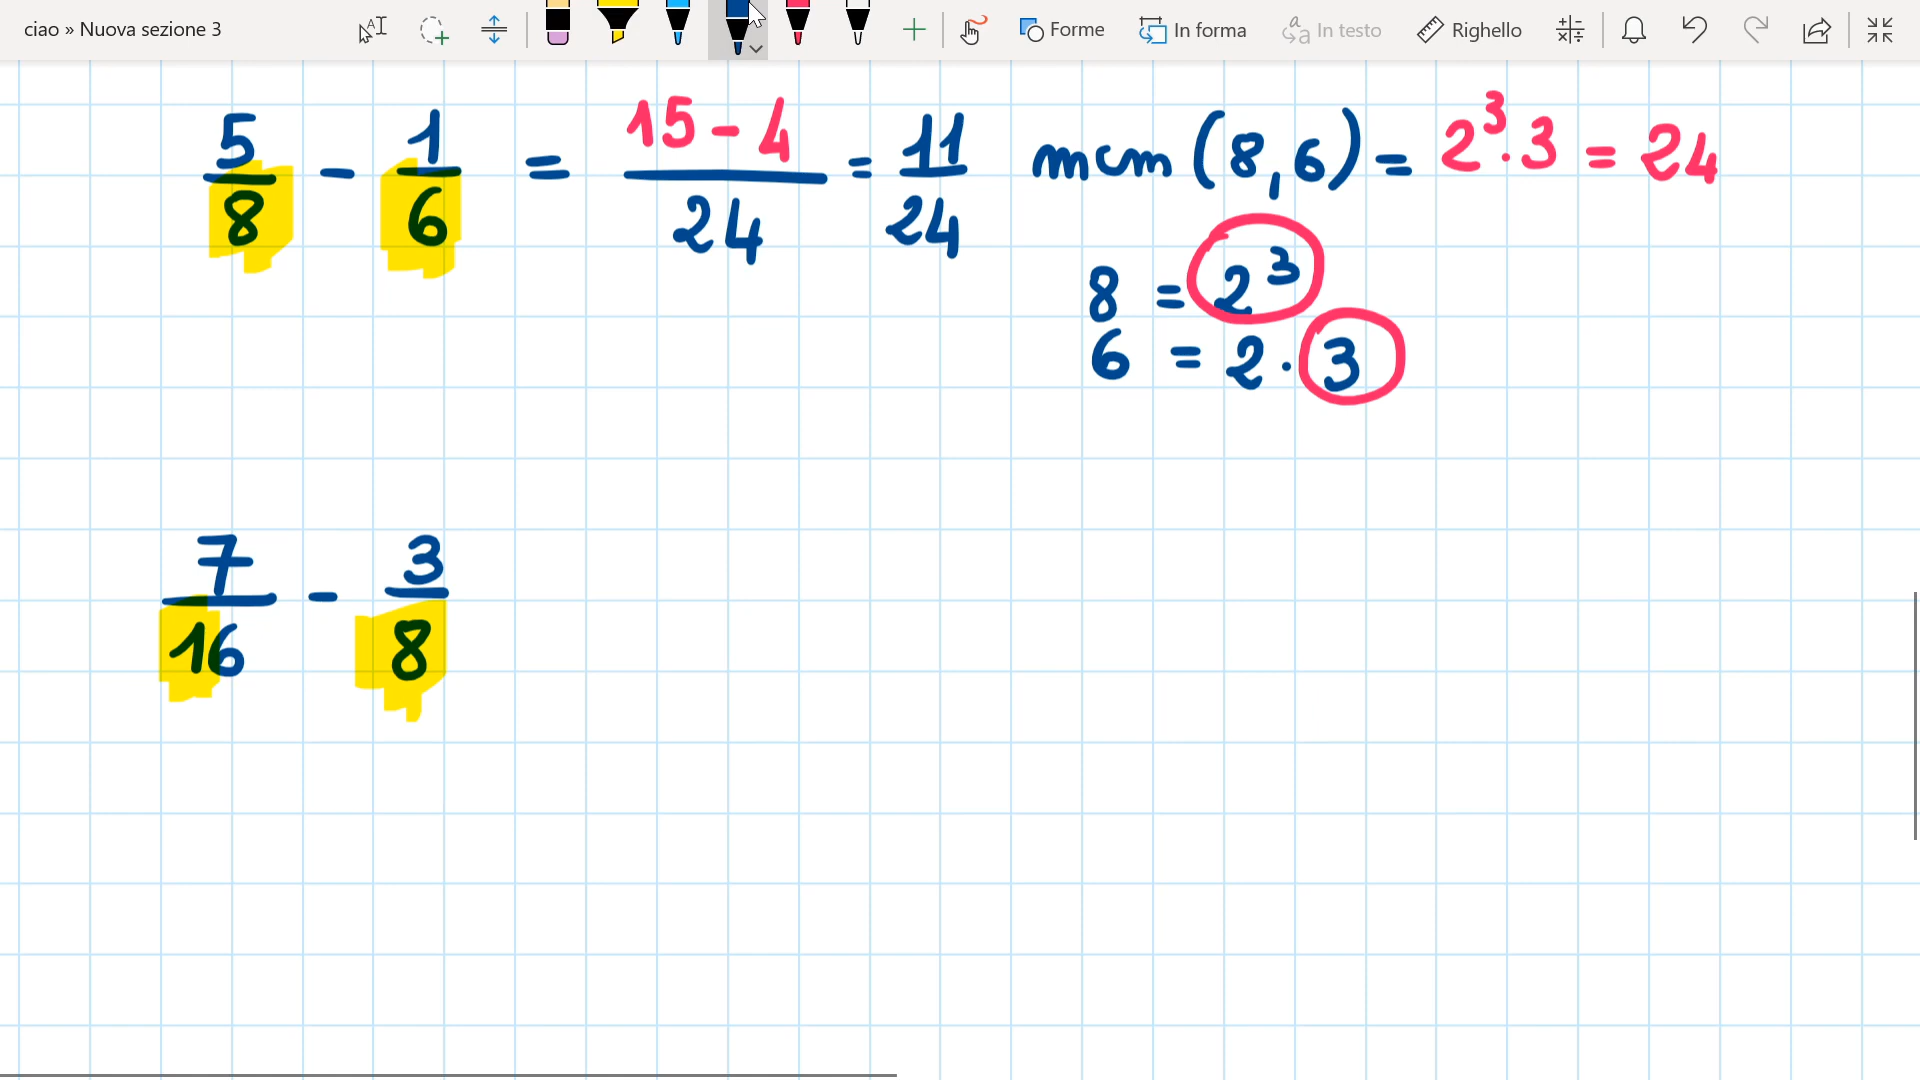 ciao » Nuova sezione 3 Forme In forma In testo Righello
5/8 - 1/6 = 15 - 4/24 = 11/24 mcm (8,6) = 2³·3 = 24
8 = 2³
6 = 2·3
7/16 - 3/8